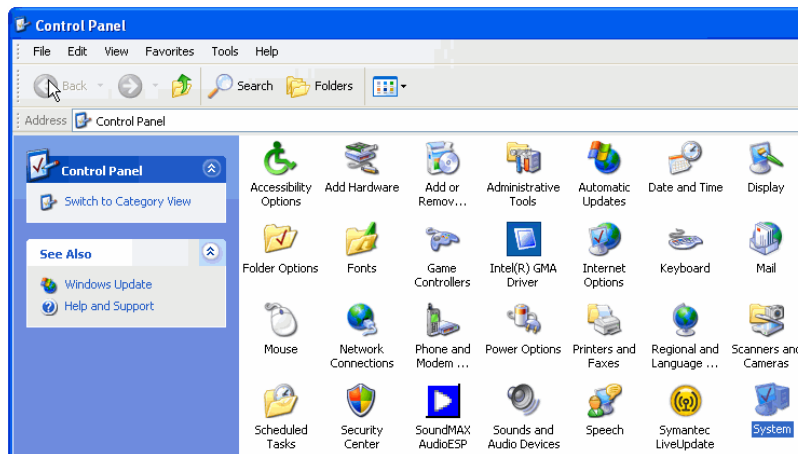 Control Panel
File Edit View Favorites Tools Help
Back Search Folders
Address Control Panel
Control Panel
Switch to Category View
See Also
Windows Update
Help and Support
Accessibility Options
Add Hardware
Add or Remov...
Administrative Tools
Automatic Updates
Date and Time
Display
Folder Options
Fonts
Game Controllers
Intel(R) GMA Driver
Internet Options
Keyboard
Mail
Mouse
Network Connections
Phone and Modem ...
Power Options
Printers and Faxes
Regional and Language ...
Scanners and Cameras
Scheduled Tasks
Security Center
SoundMAX AudioESP
Sounds and Audio Devices
Speech
Symantec LiveUpdate
System